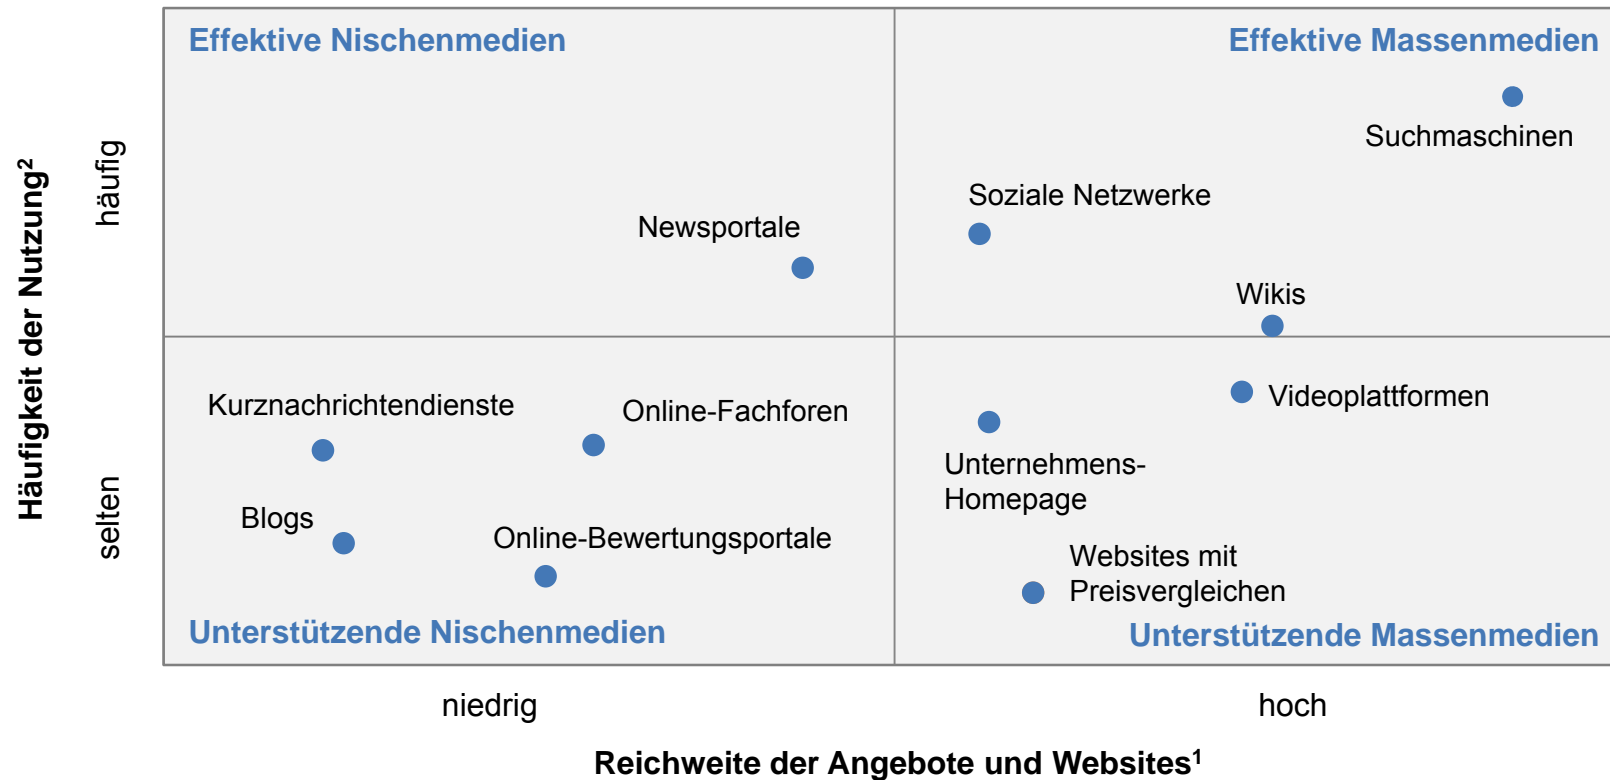 Effektive Nischenmedien
Effektive Massenmedien
Suchmaschinen
Soziale Netzwerke
Newsportale
Wikis
Häufigkeit der Nutzung²
häufig
selten
Kurznachrichtendienste
Online-Fachforen
Videoplattformen
Unternehmens-
Homepage
Blogs
Online-Bewertungsportale
Websites mit
Preisvergleichen
Unterstützende Nischenmedien
Unterstützende Massenmedien
niedrig
hoch
Reichweite der Angebote und Websites¹